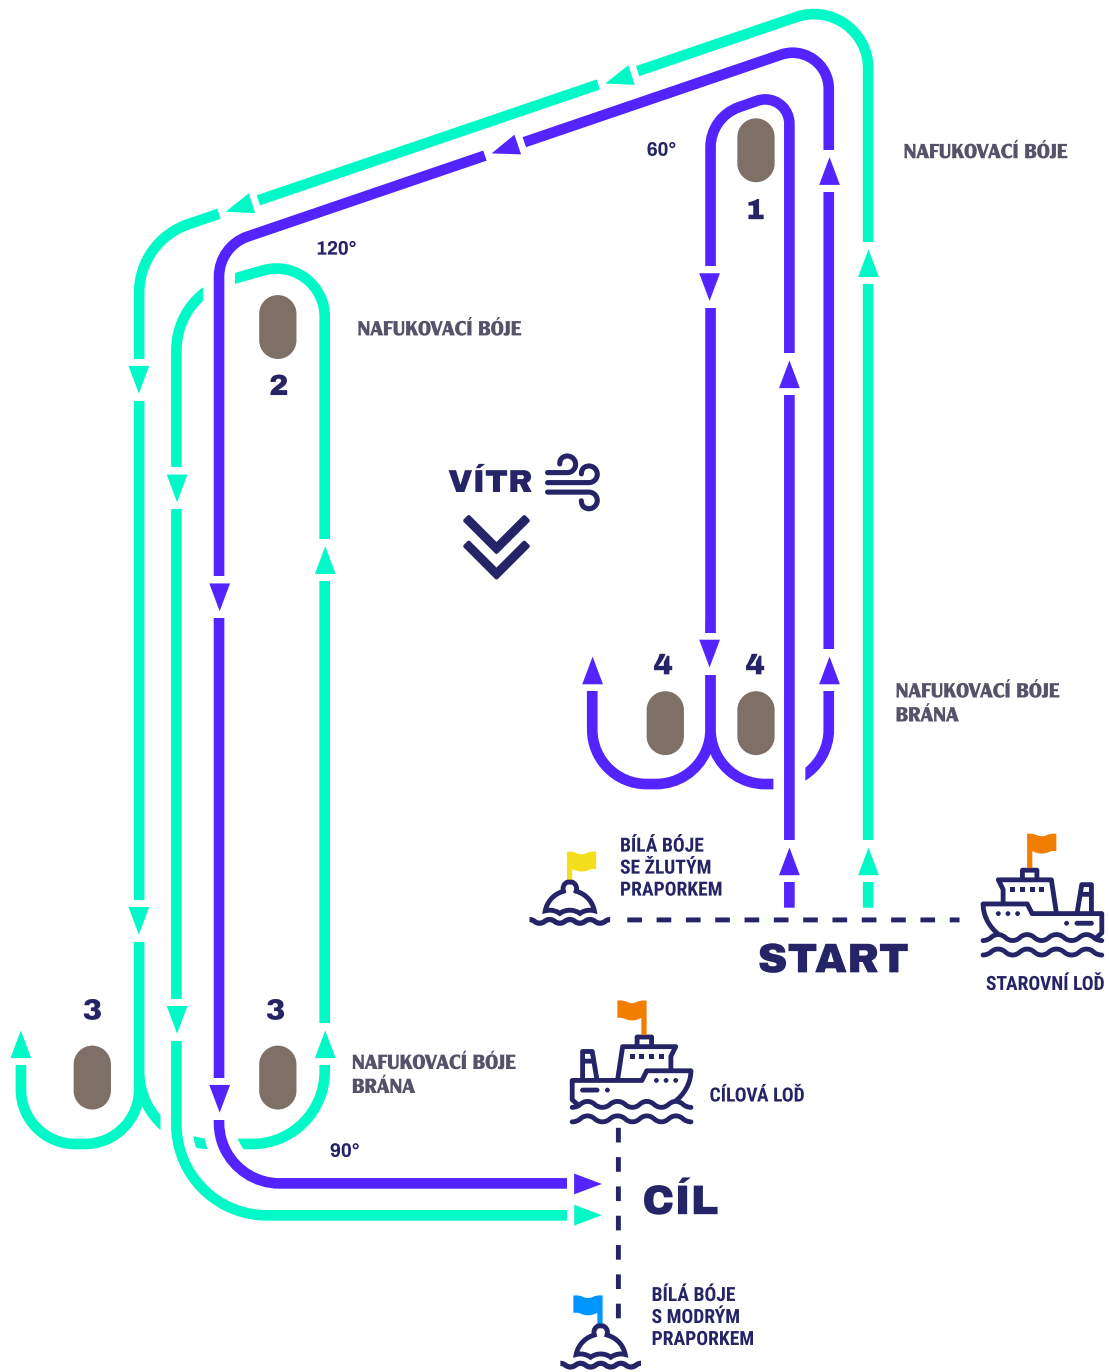 NAFUKOVACÍ BÓJE
60°
1
120°
NAFUKOVACÍ BÓJE
2
VÍTR
4
4
NAFUKOVACÍ BÓJE
BRÁNA
BÍLÁ BÓJE
SE ŽLUTÝM
PRAPORKEM
START
STAROVNÍ LOĎ
3
3
NAFUKOVACÍ BÓJE
BRÁNA
CÍLOVÁ LOĎ
90°
CÍL
BÍLÁ BÓJE
S MODRÝM
PRAPORKEM